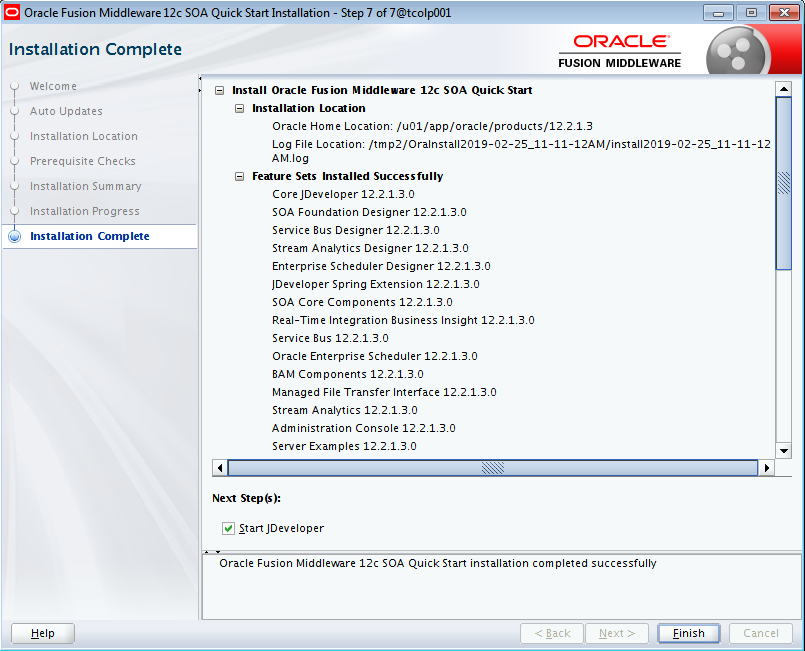 Oracle Fusion Middleware 12c SOA Quick Start Installation - Step 7 of 7@tcolp001
Installation Complete
ORACLE
FUSION MIDDLEWARE
Welcome
Auto Updates
Installation Location
Prerequisite Checks
Installation Summary
Installation Progress
Installation Complete
Install Oracle Fusion Middleware 12c SOA Quick Start
Installation Location
Oracle Home Location: /u01/app/oracle/products/12.2.1.3
Log File Location: /tmp2/OraInstall2019-02-25_11-11-12AM/install2019-02-25_11-11-12
AM.log
Feature Sets Installed Successfully
Core JDeveloper 12.2.1.3.0
SOA Foundation Designer 12.2.1.3.0
Service Bus Designer 12.2.1.3.0
Stream Analytics Designer 12.2.1.3.0
Enterprise Scheduler Designer 12.2.1.3.0
JDeveloper Spring Extension 12.2.1.3.0
SOA Core Components 12.2.1.3.0
Real-Time Integration Business Insight 12.2.1.3.0
Service Bus 12.2.1.3.0
Oracle Enterprise Scheduler 12.2.1.3.0
BAM Components 12.2.1.3.0
Managed File Transfer Interface 12.2.1.3.0
Stream Analytics 12.2.1.3.0
Administration Console 12.2.1.3.0
Server Examples 12.2.1.3.0
Next Step(s):
Start JDeveloper
Oracle Fusion Middleware 12c SOA Quick Start installation completed successfully
Help
< Back
Next >
Finish
Cancel